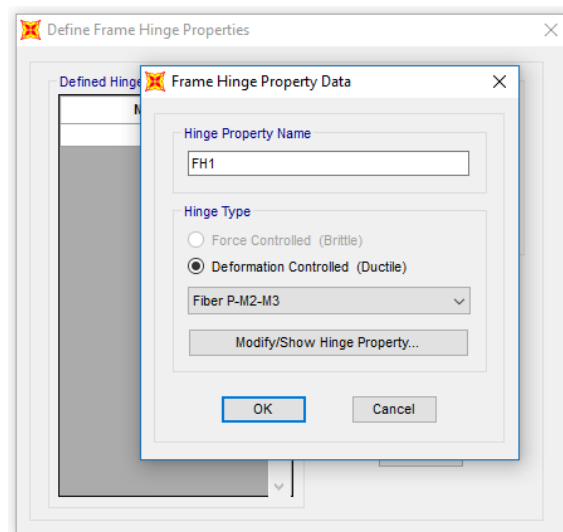 Define Frame Hinge Properties
Defined Hinge
Frame Hinge Property Data
Hinge Property Name
FH1
Hinge Type
Force Controlled (Brittle)
Deformation Controlled (Ductile)
Fiber P-M2-M3
Modify/Show Hinge Property...
OK
Cancel